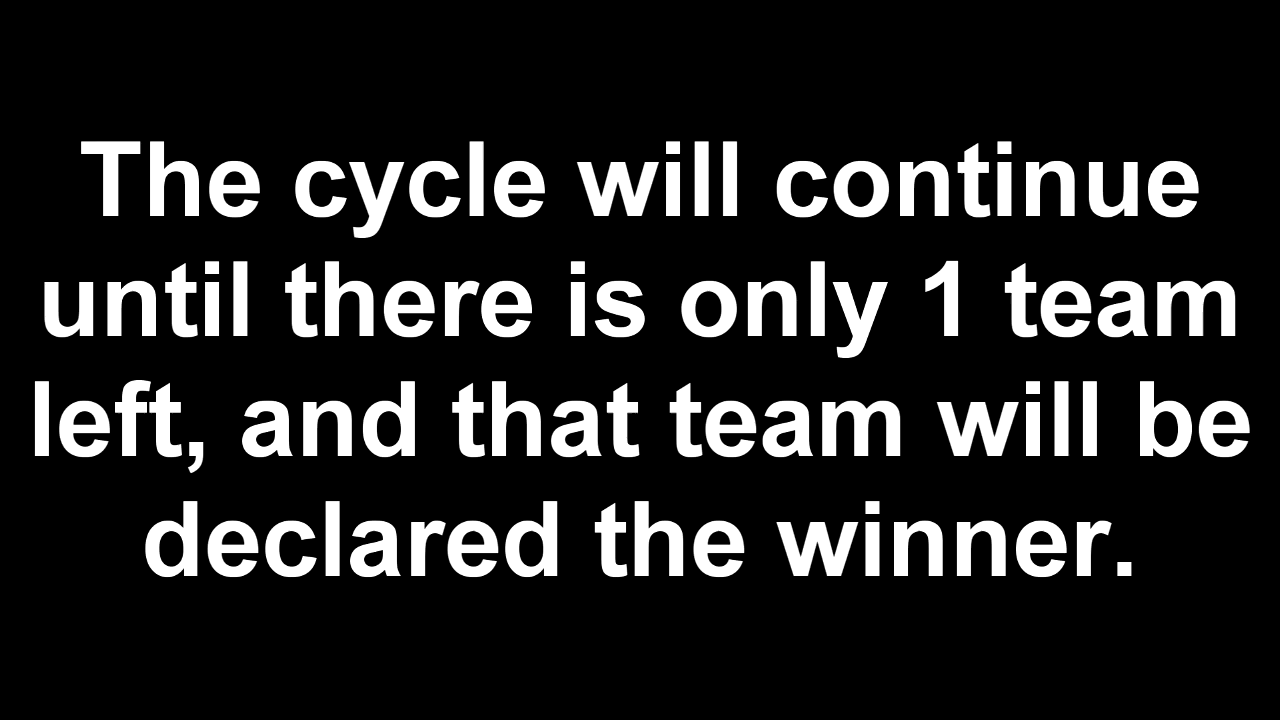 The cycle will continue
until there is only 1 team
left, and that team will be
declared the winner.